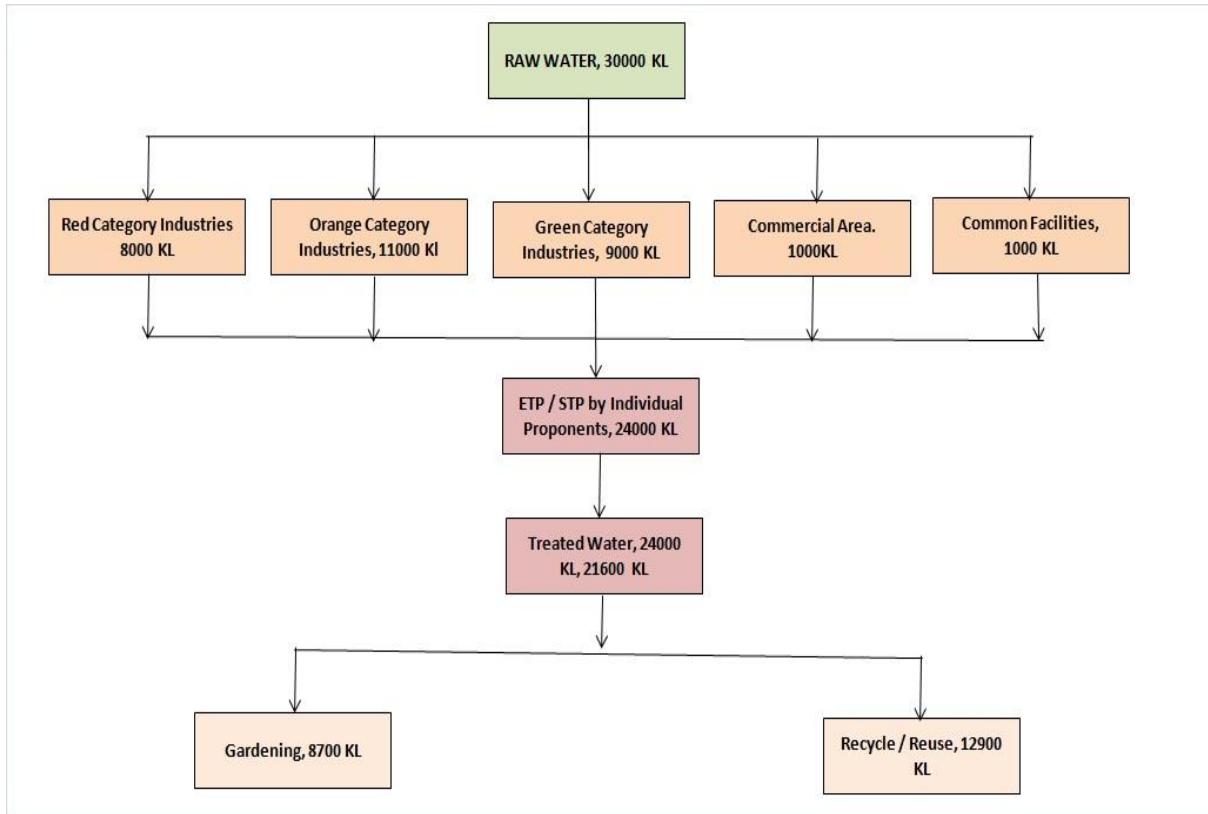 RAW WATER, 30000 KL
Red Category Industries
8000 KL
Orange Category
Industries, 11000 Kl
Green Category
Industries, 9000 KL
Commercial Area.
1000KL
Common Facilities,
1000 KL
ETP / STP by Individual
Proponents, 24000 KL
Treated Water, 24000
KL, 21600 KL
Gardening, 8700 KL
Recycle / Reuse, 12900
KL